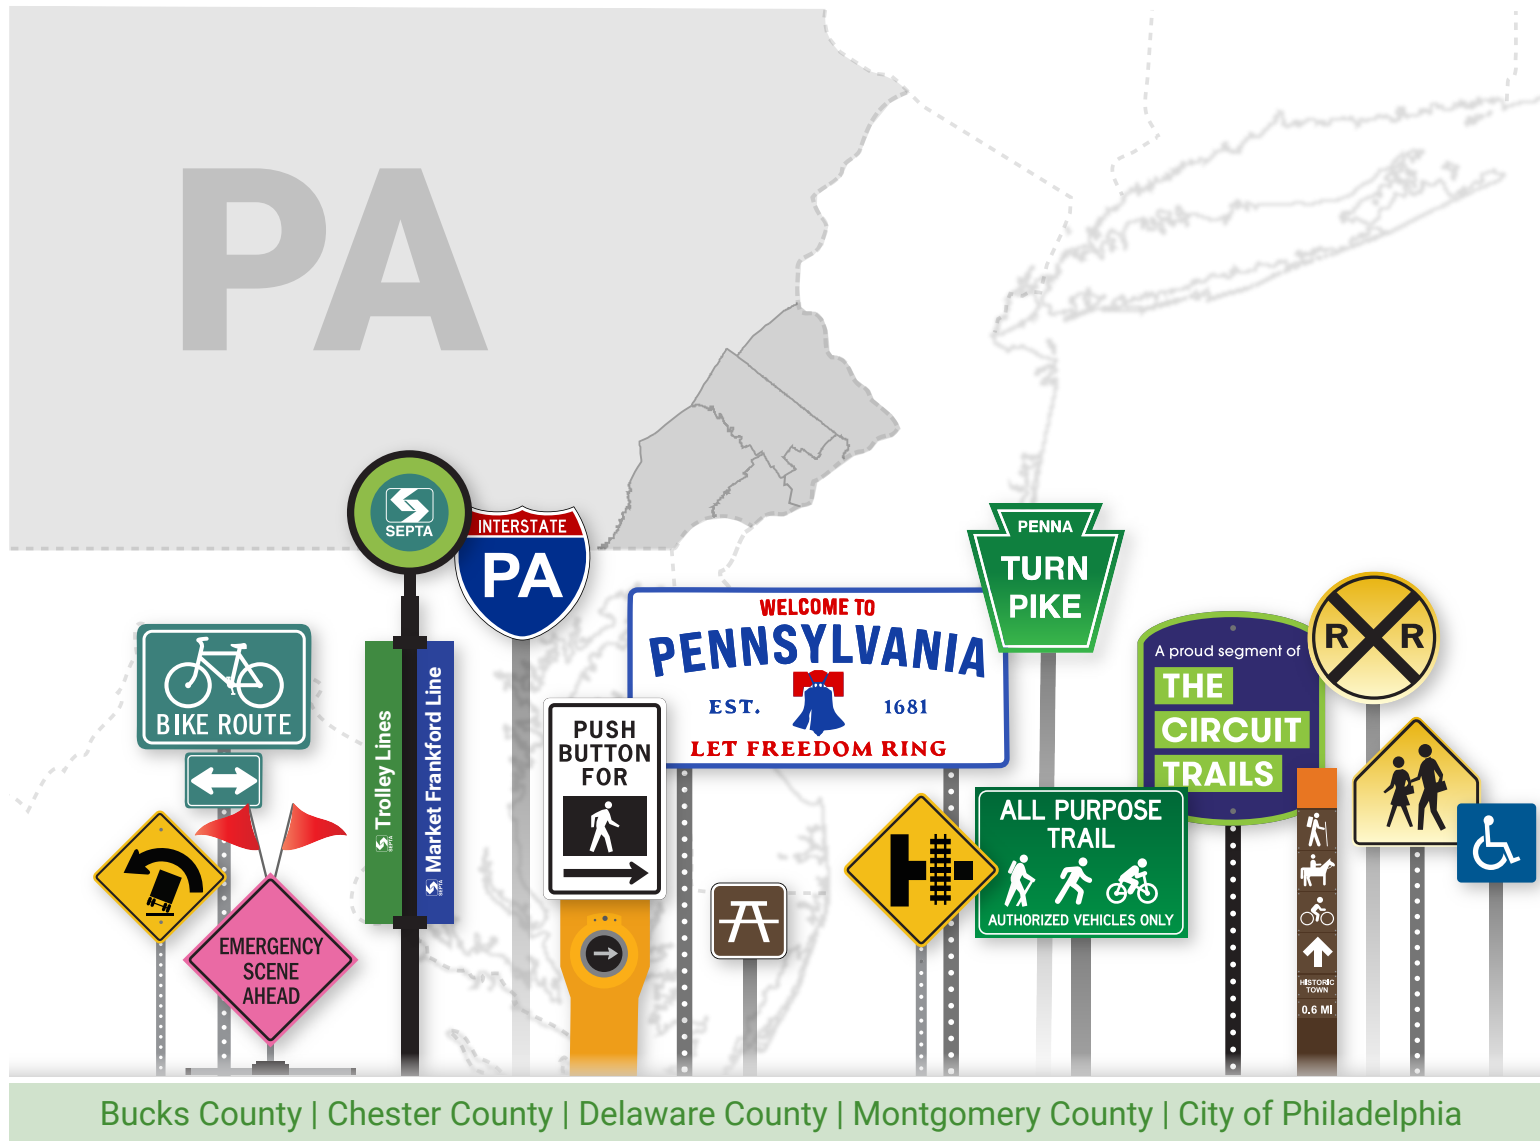 PA
SEPTA
INTERSTATE
PA
PENNA
TURN
PIKE
WELCOME TO
PENNSYLVANIA
EST. 1681
LET FREEDOM RING
BIKE ROUTE
SEPTA Trolley Lines
SEPTA Market Frankford Line
PUSH
BUTTON
FOR
A proud segment of
THE
CIRCUIT
TRAILS
R R
ALL PURPOSE
TRAIL
AUTHORIZED VEHICLES ONLY
EMERGENCY
SCENE
AHEAD
HISTORIC
TOWN
0.6 MI
Bucks County | Chester County | Delaware County | Montgomery County | City of Philadelphia